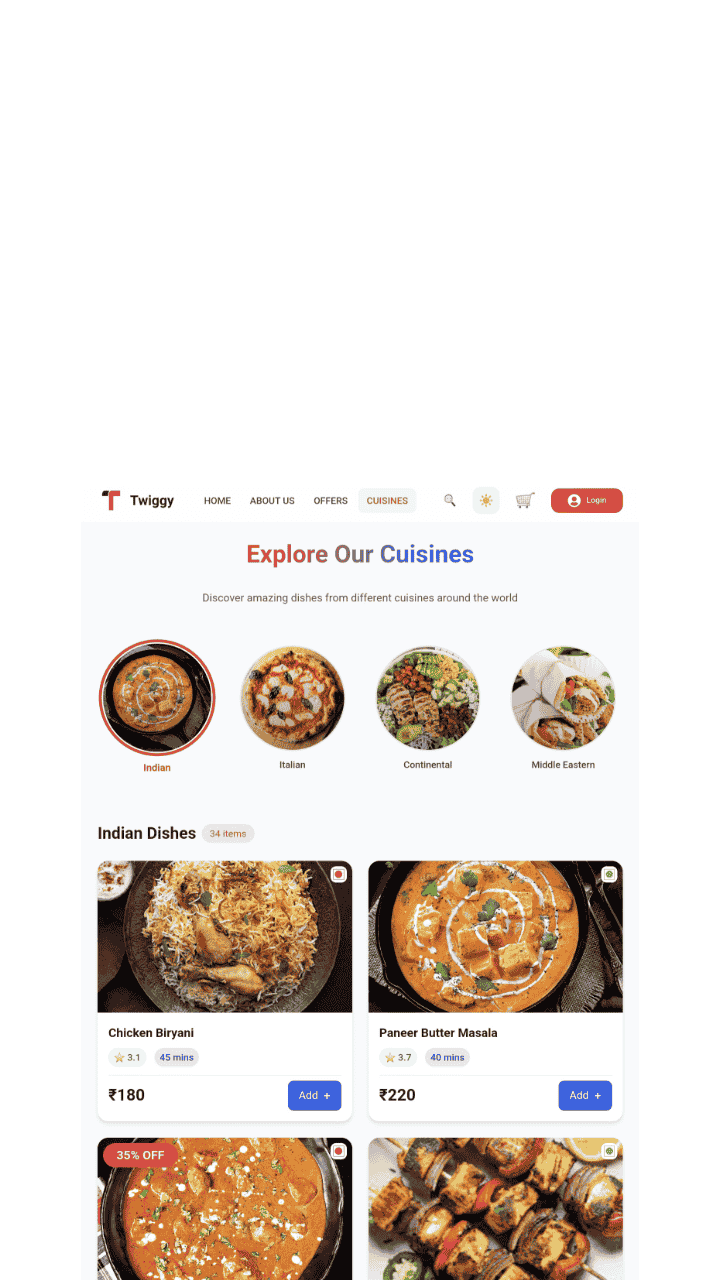 Twiggy HOME ABOUT US OFFERS CUISINES Login
Explore Our Cuisines
Discover amazing dishes from different cuisines around the world
Indian Italian Continental Middle Eastern
Indian Dishes 34 items
Chicken Biryani
3.1 45 mins
₹180 Add +
Paneer Butter Masala
3.7 40 mins
₹220 Add +
35% OFF